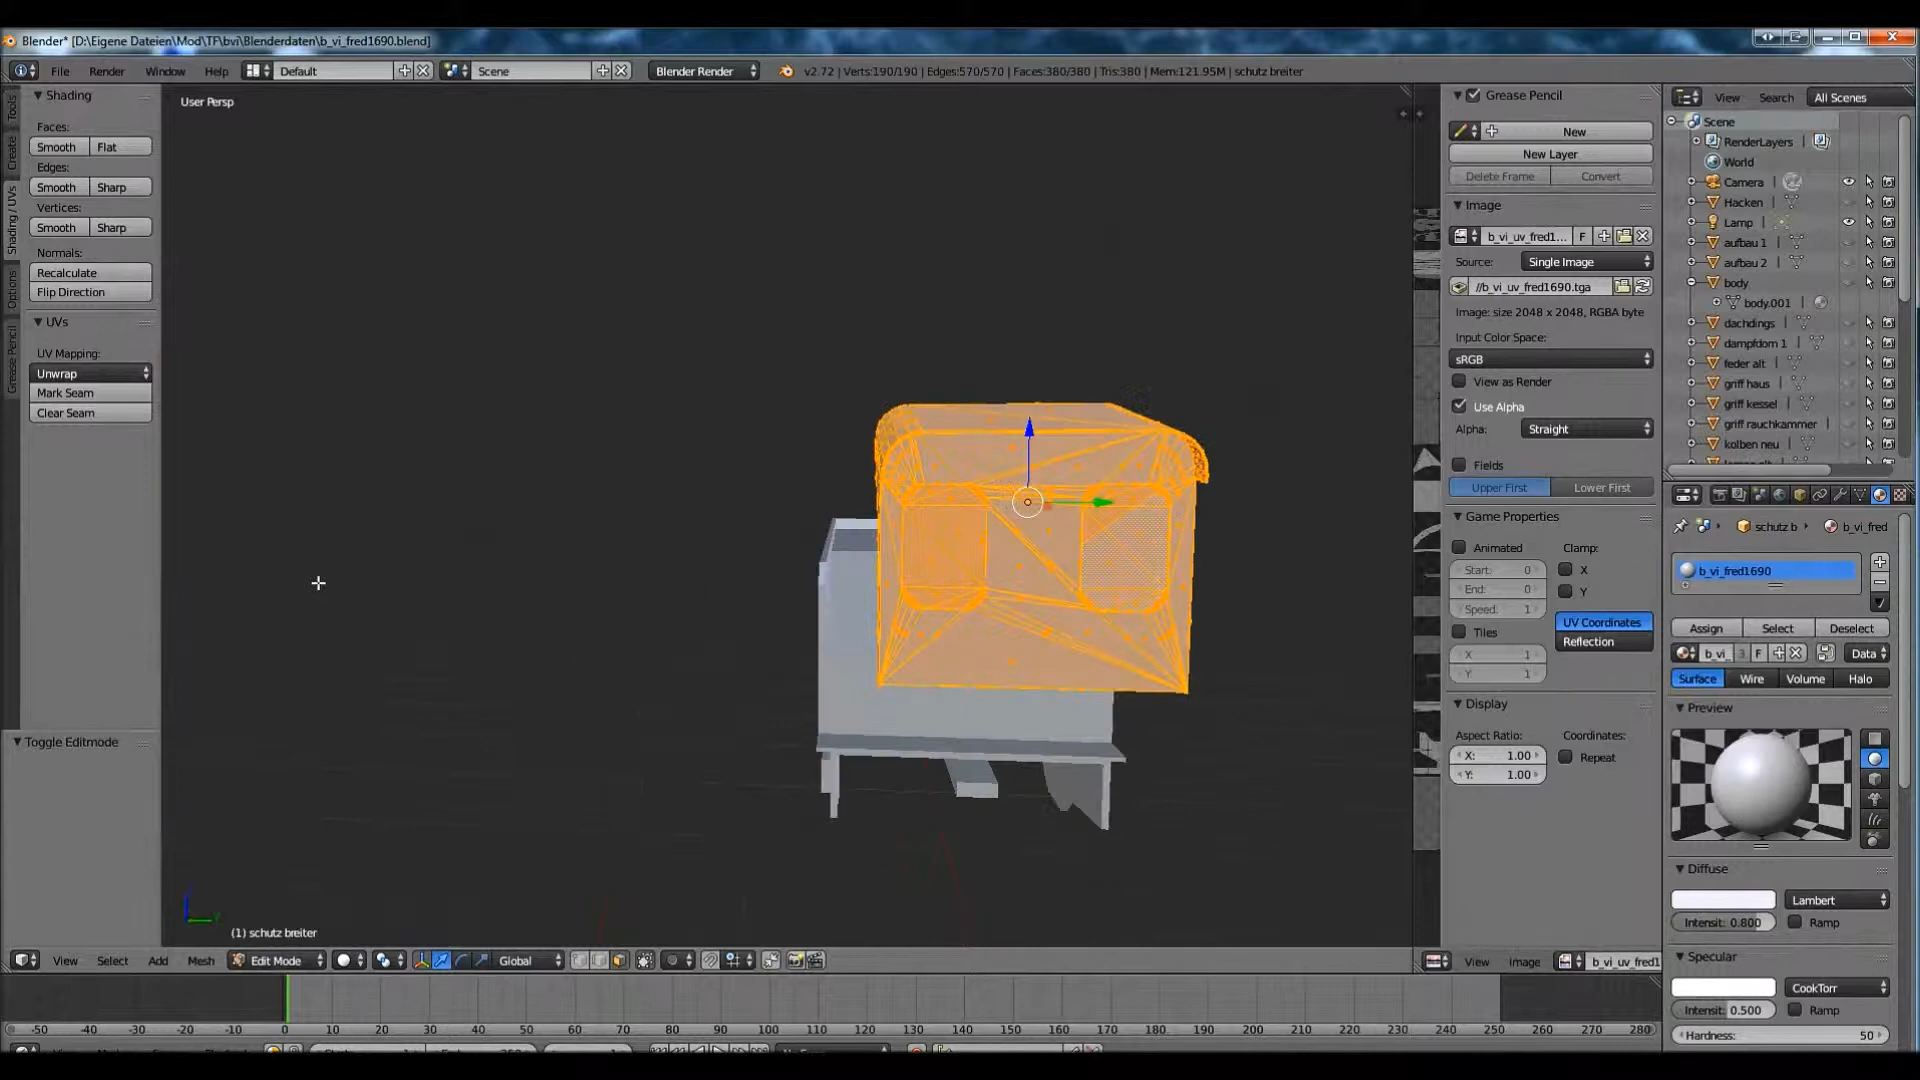 Blender* [D:\Eigene Dateien\Mod\TF\bvi\Blenderdaten\b_vi_fred1690.blend]
File Render Window Help Default Scene Blender Render v2.72 | Verts:190/190 | Edges:570/570 | Faces:380/380 | Tris:380 | Mem:121.95M | schutz breiter
Tools
Create
Shading / UVs
Options
Grease Pencil
Shading
Faces:
Smooth Flat
Edges:
Smooth Sharp
Vertices:
Smooth Sharp
Normals:
Recalculate
Flip Direction
UVs
UV Mapping:
Unwrap
Mark Seam
Clear Seam
Toggle Editmode
User Persp
(1) schutz breiter
View Select Add Mesh Edit Mode Global
Grease Pencil
New
New Layer
Delete Frame Convert
Image
b_vi_uv_fred1... F
Source: Single Image
//b_vi_uv_fred1690.tga
Image: size 2048 x 2048, RGBA byte
Input Color Space:
sRGB
View as Render
Use Alpha
Alpha: Straight
Fields
Upper First Lower First
Game Properties
Animated Clamp:
Start: 0 X
End: 0 Y
Speed: 1
Tiles UV Coordinates
X 1 Reflection
Y 1
Display
Aspect Ratio: Coordinates:
X: 1.00 Repeat
Y: 1.00
View Image b_vi_uv_fred1
View Search All Scenes
Scene
RenderLayers
World
Camera
Hacken
Lamp
aufbau 1
aufbau 2
body
body.001
dachdings
dampfdom 1
feder alt
griff haus
griff kessel
griff rauchkammer
kolben neu
schutz b b_vi_fred
b_vi_fred1690
Assign Select Deselect
b_vi_ 3 F Data
Surface Wire Volume Halo
Preview
Diffuse
Lambert
Intensit: 0.800 Ramp
Specular
CookTorr
Intensit: 0.500 Ramp
Hardness: 50
-50 -40 -30 -20 -10 0 10 20 30 40 50 60 70 80 90 100 110 120 130 140 150 160 170 180 190 200 210 220 230 240 250 260 270 280